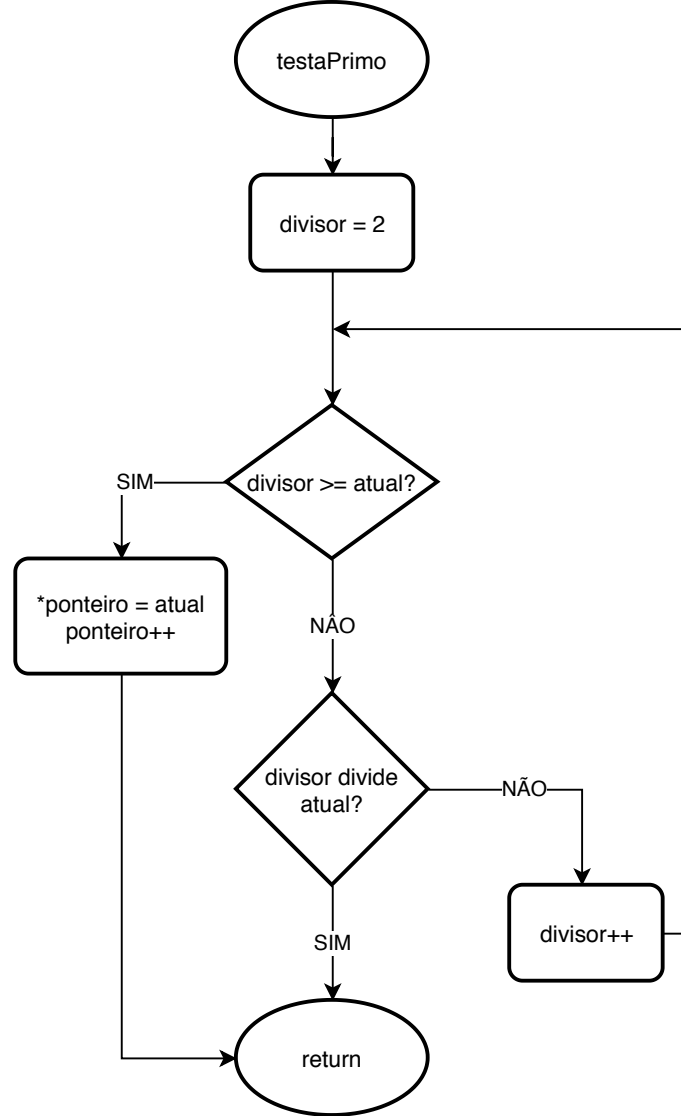 testaPrimo
divisor = 2
divisor >= atual?
SIM
*ponteiro = atual
ponteiro++
NÃO
divisor divide
atual?
NÃO
divisor++
SIM
return